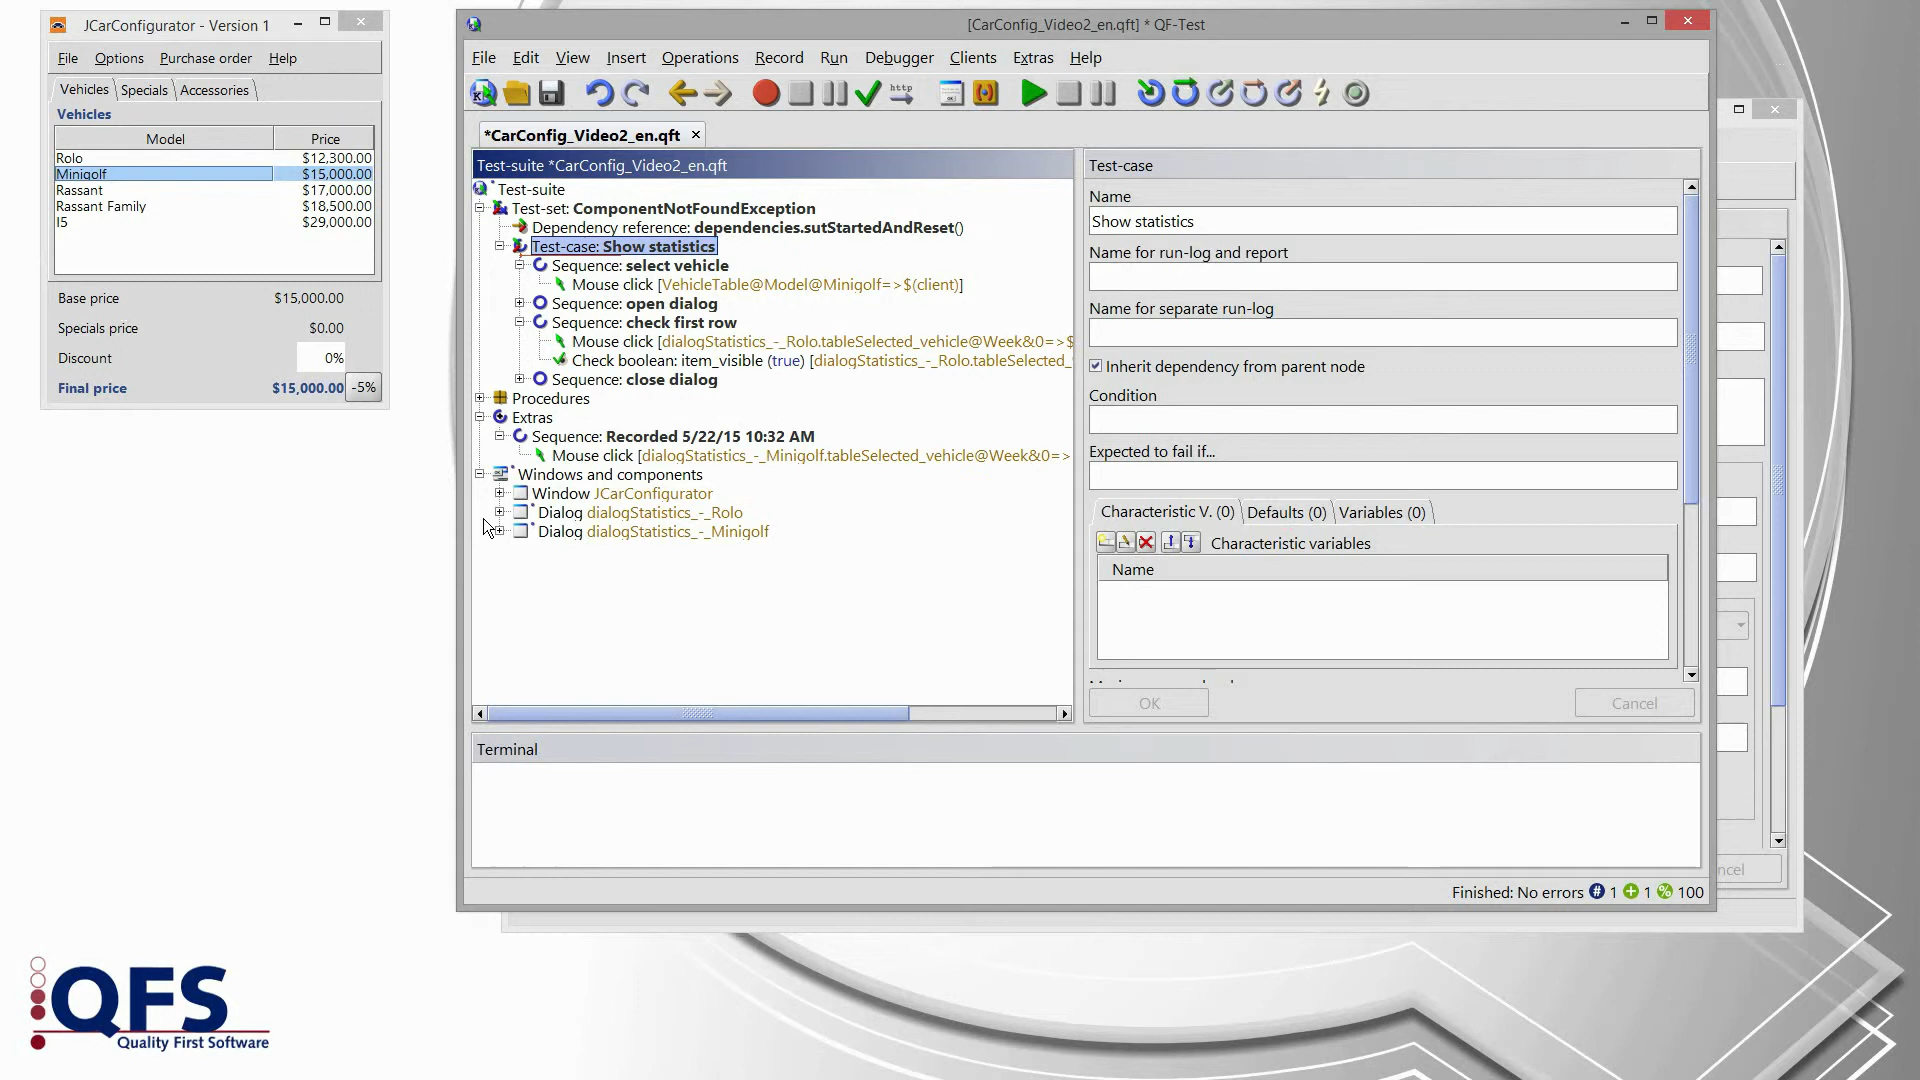 JCarConfigurator - Version 1
File Options Purchase order Help
Vehicles Specials Accessories
Vehicles
Model Price
Rolo $12,300.00
Minigolf $15,000.00
Rassant $17,000.00
Rassant Family $18,500.00
I5 $29,000.00
Base price $15,000.00
Specials price $0.00
Discount 0%
Final price $15,000.00 -5%
[CarConfig_Video2_en.qft] * QF-Test
File Edit View Insert Operations Record Run Debugger Clients Extras Help
http
*CarConfig_Video2_en.qft
Test-suite *CarConfig_Video2_en.qft
Test-suite
Test-set: ComponentNotFoundException
Dependency reference: dependencies.sutStartedAndReset()
Test-case: Show statistics
Sequence: select vehicle
Mouse click [VehicleTable@Model@Minigolf=>$(client)]
Sequence: open dialog
Sequence: check first row
Mouse click [dialogStatistics_-_Rolo.tableSelected_vehicle@Week&0=>$
Check boolean: item_visible (true) [dialogStatistics_-_Rolo.tableSelected_
Sequence: close dialog
Procedures
Extras
Sequence: Recorded 5/22/15 10:32 AM
Mouse click [dialogStatistics_-_Minigolf.tableSelected_vehicle@Week&0=>
Windows and components
Window JCarConfigurator
Dialog dialogStatistics_-_Rolo
Dialog dialogStatistics_-_Minigolf
Test-case
Name
Show statistics
Name for run-log and report
Name for separate run-log
Inherit dependency from parent node
Condition
Expected to fail if...
Characteristic V. (0) Defaults (0) Variables (0)
Characteristic variables
Name
OK Cancel
Terminal
Finished: No errors # 1 + 1 % 100
ncel
QFS
Quality First Software